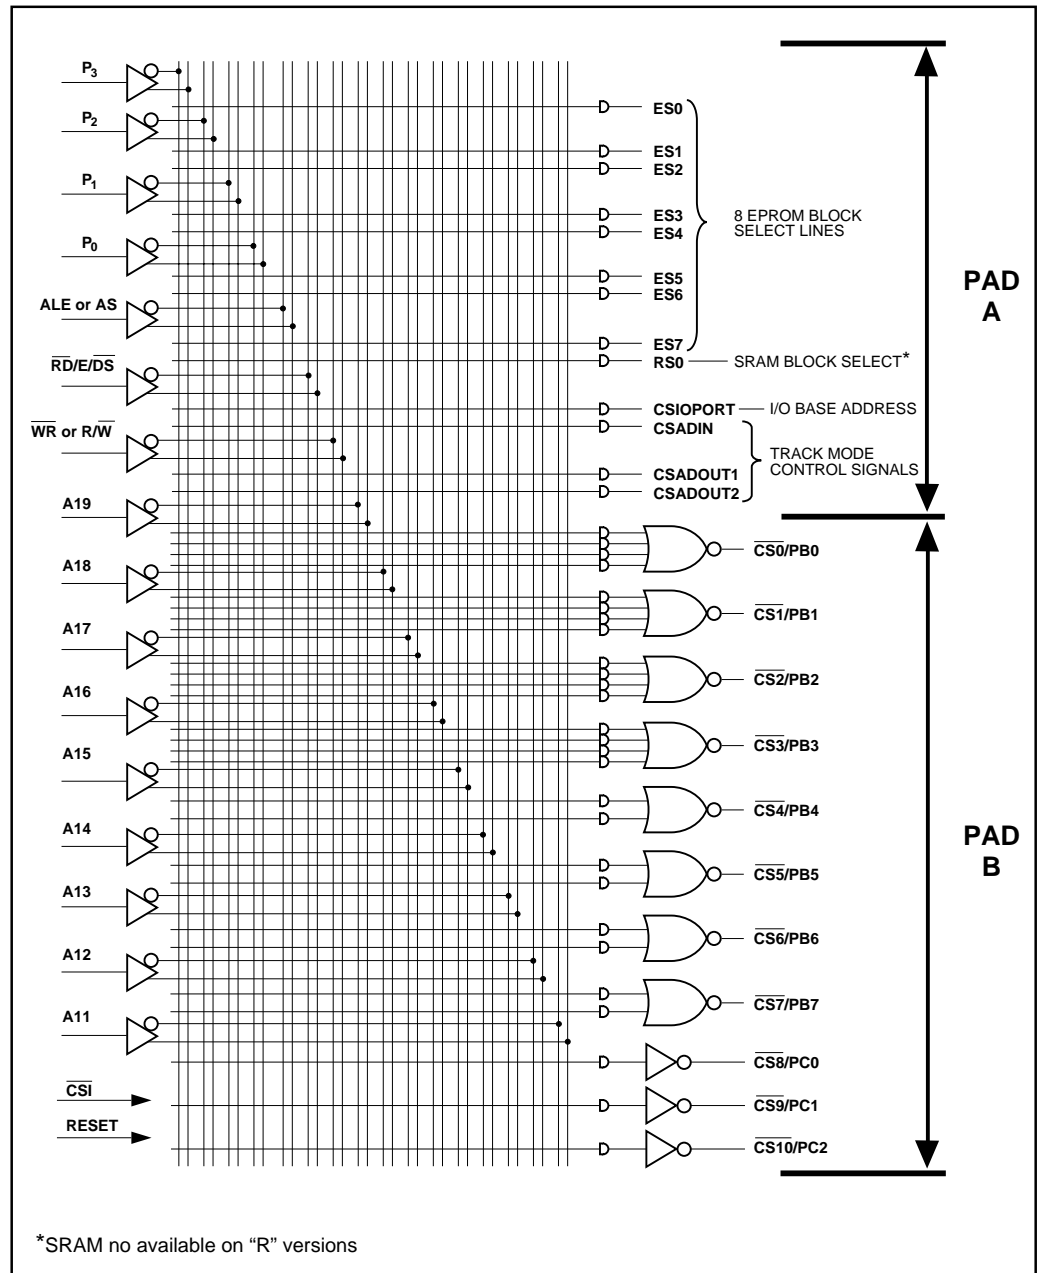 P3
P2
P1
P0
ALE or AS
RD/E/DS
WR or R/W
A19
A18
A17
A16
A15
A14
A13
A12
A11
CSI
RESET
ES0
ES1
ES2
ES3
ES4
ES5
ES6
ES7
8 EPROM BLOCK
SELECT LINES
RS0
SRAM BLOCK SELECT*
CSIOPORT
I/O BASE ADDRESS
CSADIN
CSADOUT1
CSADOUT2
TRACK MODE
CONTROL SIGNALS
CS0/PB0
CS1/PB1
CS2/PB2
CS3/PB3
CS4/PB4
CS5/PB5
CS6/PB6
CS7/PB7
CS8/PC0
CS9/PC1
CS10/PC2
PAD
A
PAD
B
*SRAM no available on “R” versions